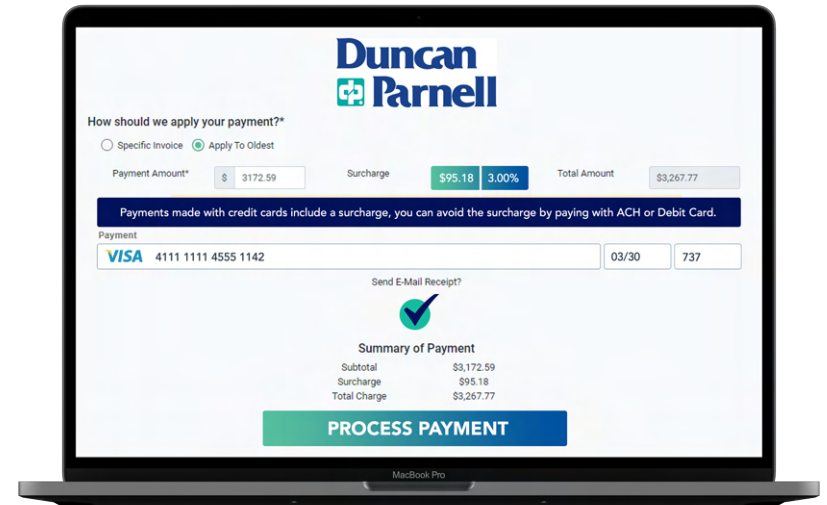 Duncan
Parnell
How should we apply your payment?*
Specific Invoice Apply To Oldest
Payment Amount* $ 3172.59 Surcharge $95.18 3.00% Total Amount $3,267.77
Payments made with credit cards include a surcharge, you can avoid the surcharge by paying with ACH or Debit Card.
Payment
VISA 4111 1111 4555 1142 03/30 737
Send E-Mail Receipt?
Summary of Payment
Subtotal $3,172.59
Surcharge $95.18
Total Charge $3,267.77
PROCESS PAYMENT
MacBook Pro